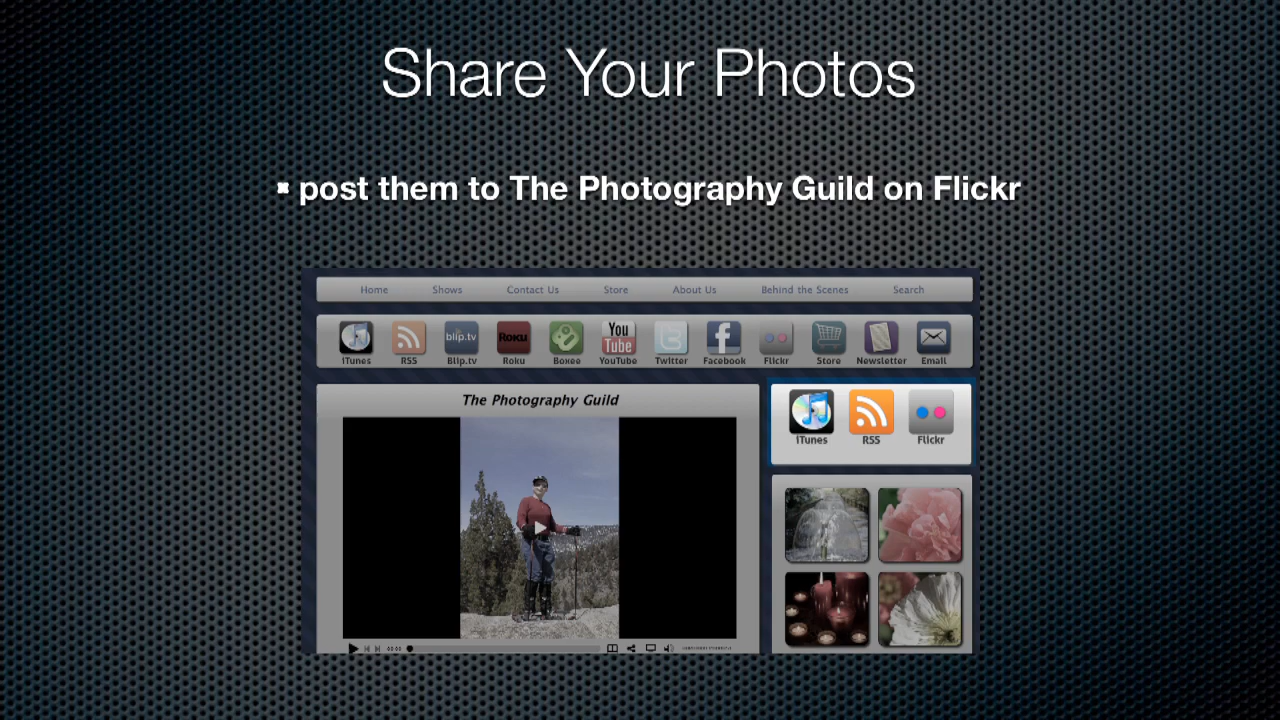 Share Your Photos
post them to The Photography Guild on Flickr
Home Shows Contact Us Store About Us Behind the Scenes Search
blip.tv Roku You Tube
iTunes RSS Blip.tv Roku Boxee YouTube Twitter Facebook Flickr Store Newsletter Email
The Photography Guild
iTunes RSS Flickr